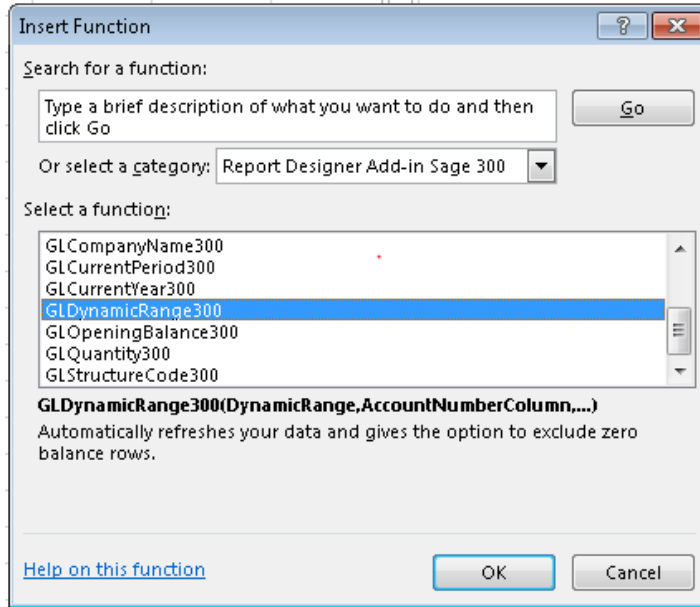 Insert Function
?
Search for a function:
Type a brief description of what you want to do and then
click Go
Go
Or select a category: Report Designer Add-in Sage 300
Select a function:
GLCompanyName300
GLCurrentPeriod300
GLCurrentYear300
GLDynamicRange300
GLOpeningBalance300
GLQuantity300
GLStructureCode300
GLDynamicRange300(DynamicRange,AccountNumberColumn,...)
Automatically refreshes your data and gives the option to exclude zero
balance rows.
Help on this function
OK
Cancel